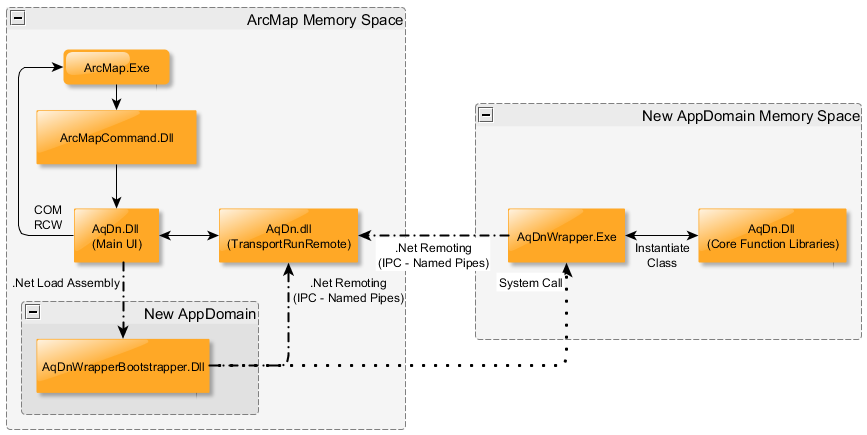 ArcMap Memory Space
ArcMap.Exe
ArcMapCommand.Dll
COM
RCW
AqDn.Dll
(Main UI)
AqDn.dll
(TransportRunRemote)
.Net Load Assembly
.Net Remoting
(IPC - Named Pipes)
New AppDomain
AqDnWrapperBootstrapper.Dll
New AppDomain Memory Space
.Net Remoting
(IPC - Named Pipes)
AqDnWrapper.Exe
Instantiate
Class
AqDn.Dll
(Core Function Libraries)
System Call